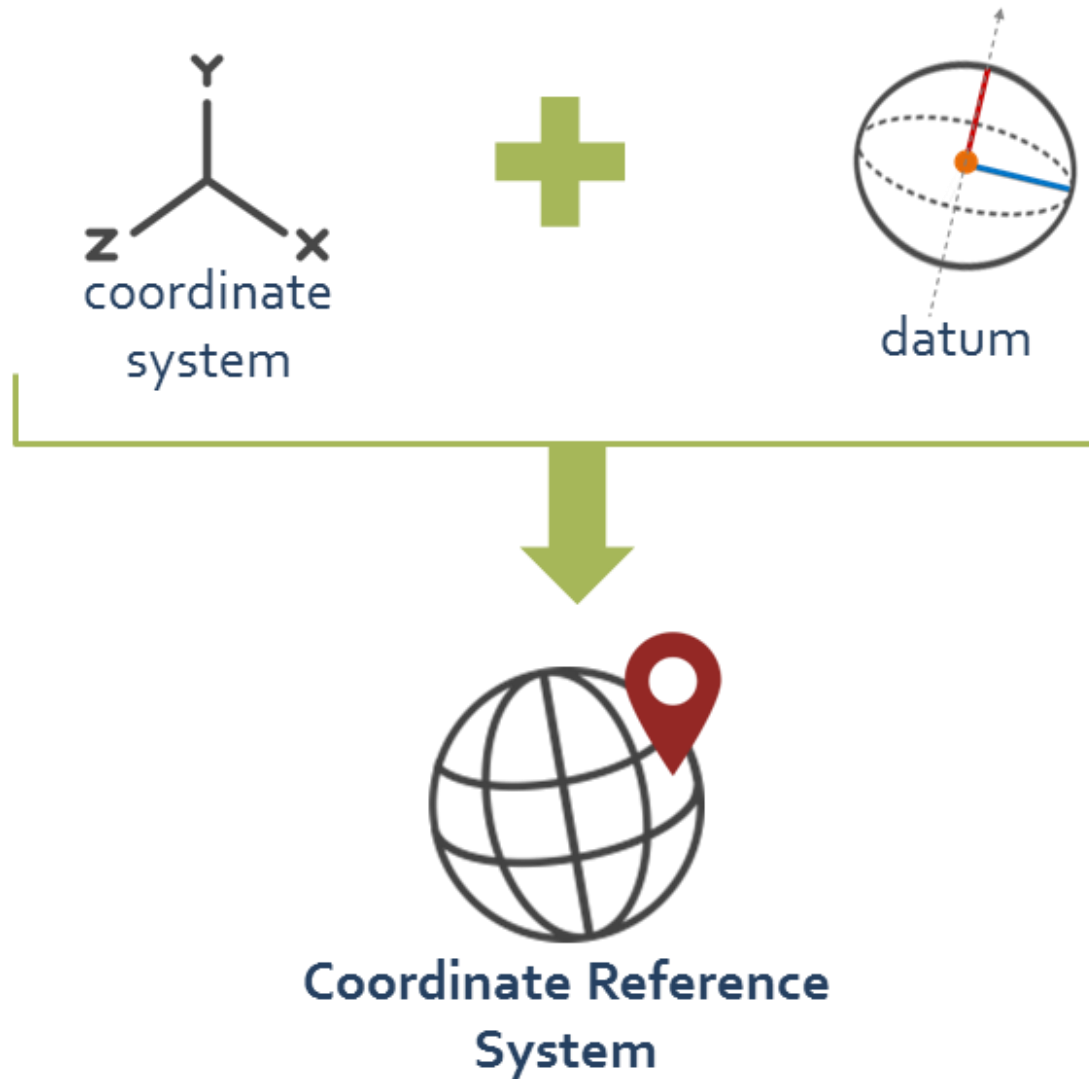 Y
Z
X
coordinate
system
datum
Coordinate Reference
System